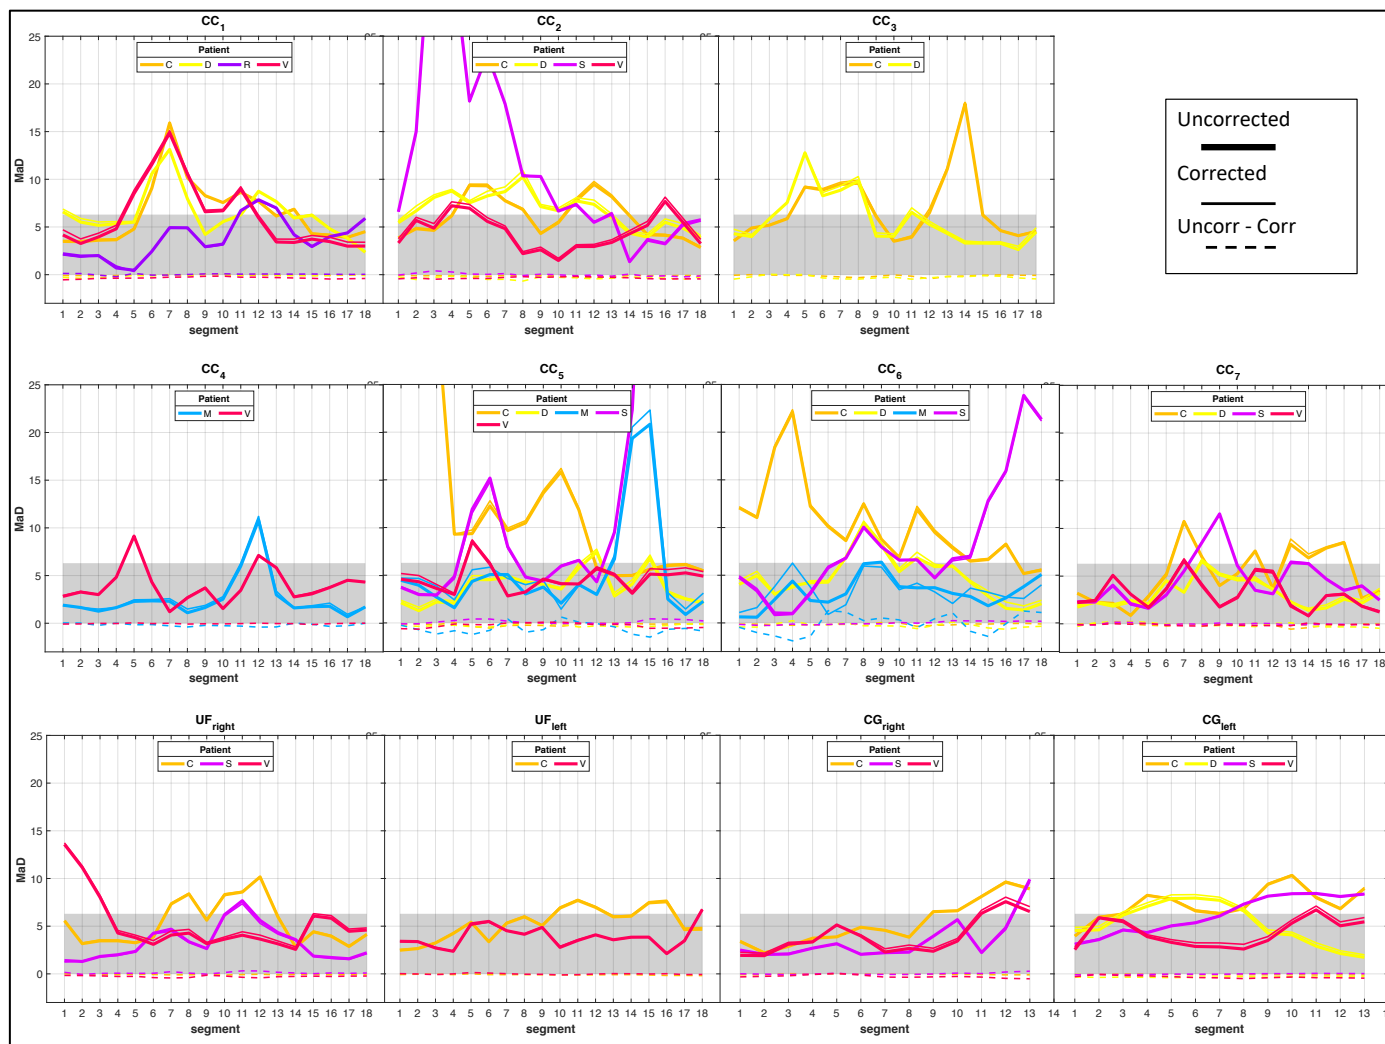 CC1
25
20
15
10
5
0
MaD
Patient
C D R V
1 2 3 4 5 6 7 8 9 10 11 12 13 14 15 16 17 18
segment
CC2
Patient
C D S V
1 2 3 4 5 6 7 8 9 10 11 12 13 14 15 16 17 18
segment
CC3
Patient
C D
1 2 3 4 5 6 7 8 9 10 11 12 13 14 15 16 17 18
segment
Uncorrected
Corrected
Uncorr - Corr
CC4
25
20
15
10
5
0
MaD
Patient
M V
1 2 3 4 5 6 7 8 9 10 11 12 13 14 15 16 17 18
segment
CC5
Patient
C D M S
V
1 2 3 4 5 6 7 8 9 10 11 12 13 14 15 16 17 18
segment
CC6
Patient
C D M S
1 2 3 4 5 6 7 8 9 10 11 12 13 14 15 16 17 18
segment
CC7
Patient
C D S V
1 2 3 4 5 6 7 8 9 10 11 12 13 14 15 16 17 18
segment
UFright
25
20
15
10
5
0
MaD
Patient
C S V
1 2 3 4 5 6 7 8 9 10 11 12 13 14 15 16 17 18
segment
UFleft
Patient
C V
1 2 3 4 5 6 7 8 9 10 11 12 13 14 15 16 17 18
segment
CGright
Patient
C S V
1 2 3 4 5 6 7 8 9 10 11 12 13 14
segment
CGleft
Patient
C D S V
1 2 3 4 5 6 7 8 9 10 11 12 13
segment